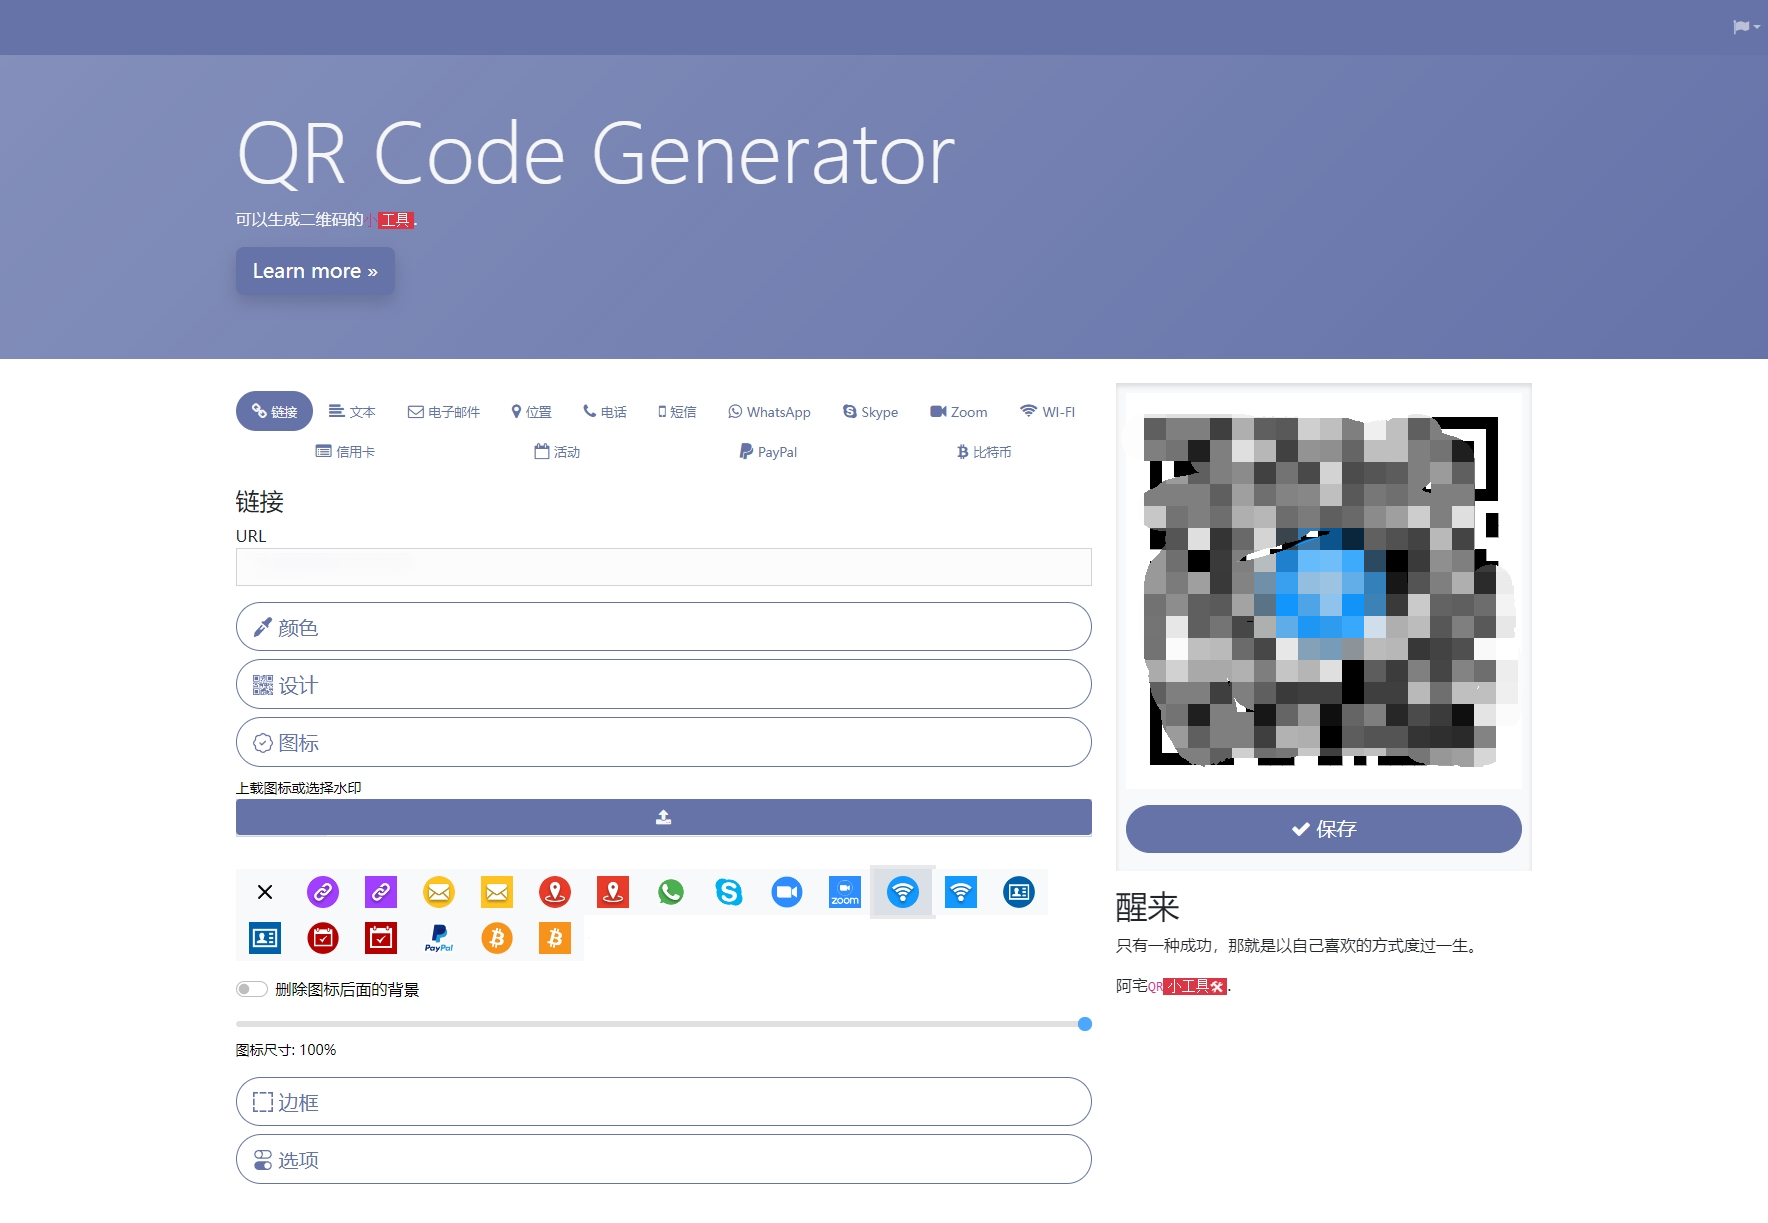 QR Code Generator
可以生成二维码的小工具.
Learn more »
链接 文本 电子邮件 位置 电话 短信 WhatsApp Skype Zoom WI-FI
信用卡 活动 PayPal 比特币
链接
URL
颜色
设计
图标
上载图标或选择水印
zoom
PayPal
删除图标后面的背景
图标尺寸: 100%
边框
选项
保存
醒来
只有一种成功，那就是以自己喜欢的方式度过一生。
阿宅QR小工具🛠.